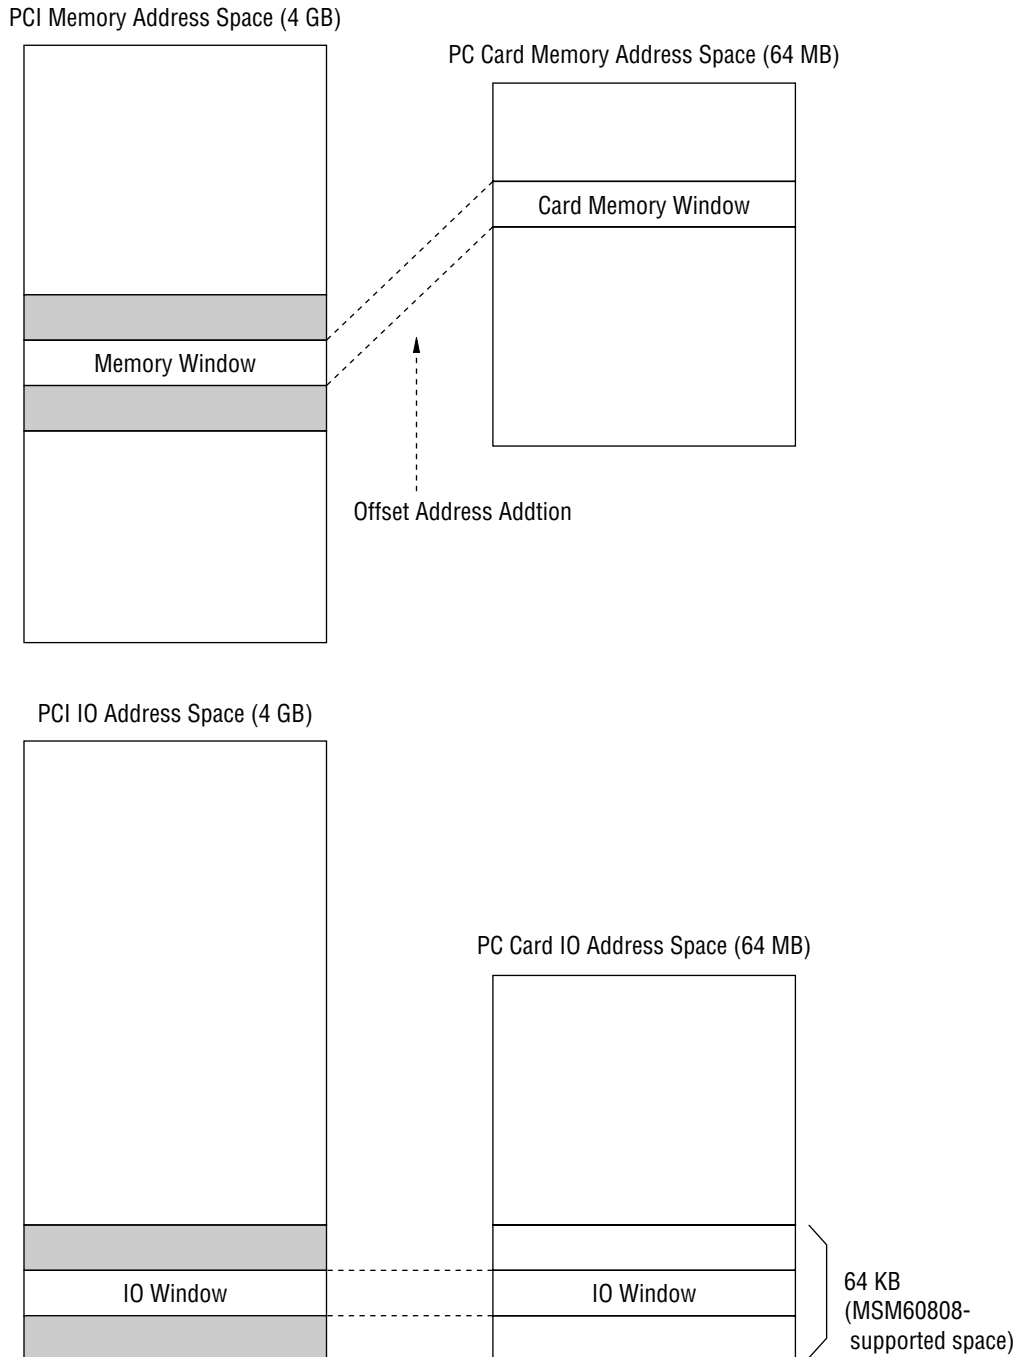 PCI Memory Address Space (4 GB)
PC Card Memory Address Space (64 MB)
Card Memory Window
Memory Window
Offset Address Addtion
PCI IO Address Space (4 GB)
PC Card IO Address Space (64 MB)
IO Window
IO Window
64 KB
(MSM60808-
supported space)